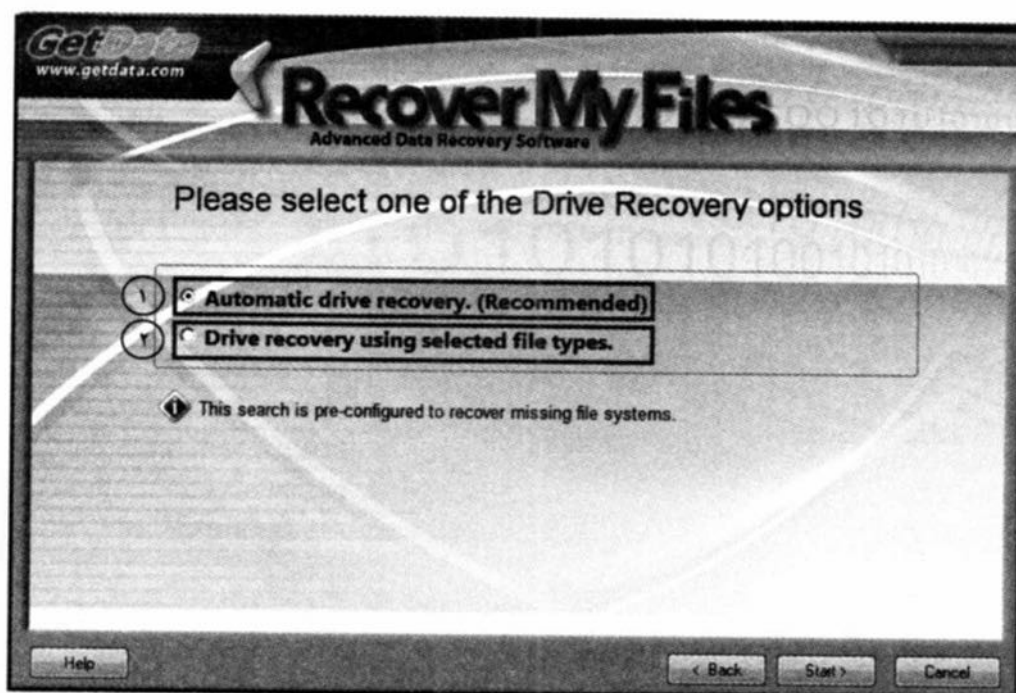 GetData
www.getdata.com
Recover My Files
Advanced Data Recovery Software
Please select one of the Drive Recovery options
١ Automatic drive recovery. (Recommended)
٢ Drive recovery using selected file types.
This search is pre-configured to recover missing file systems.
Help
< Back
Start >
Cancel